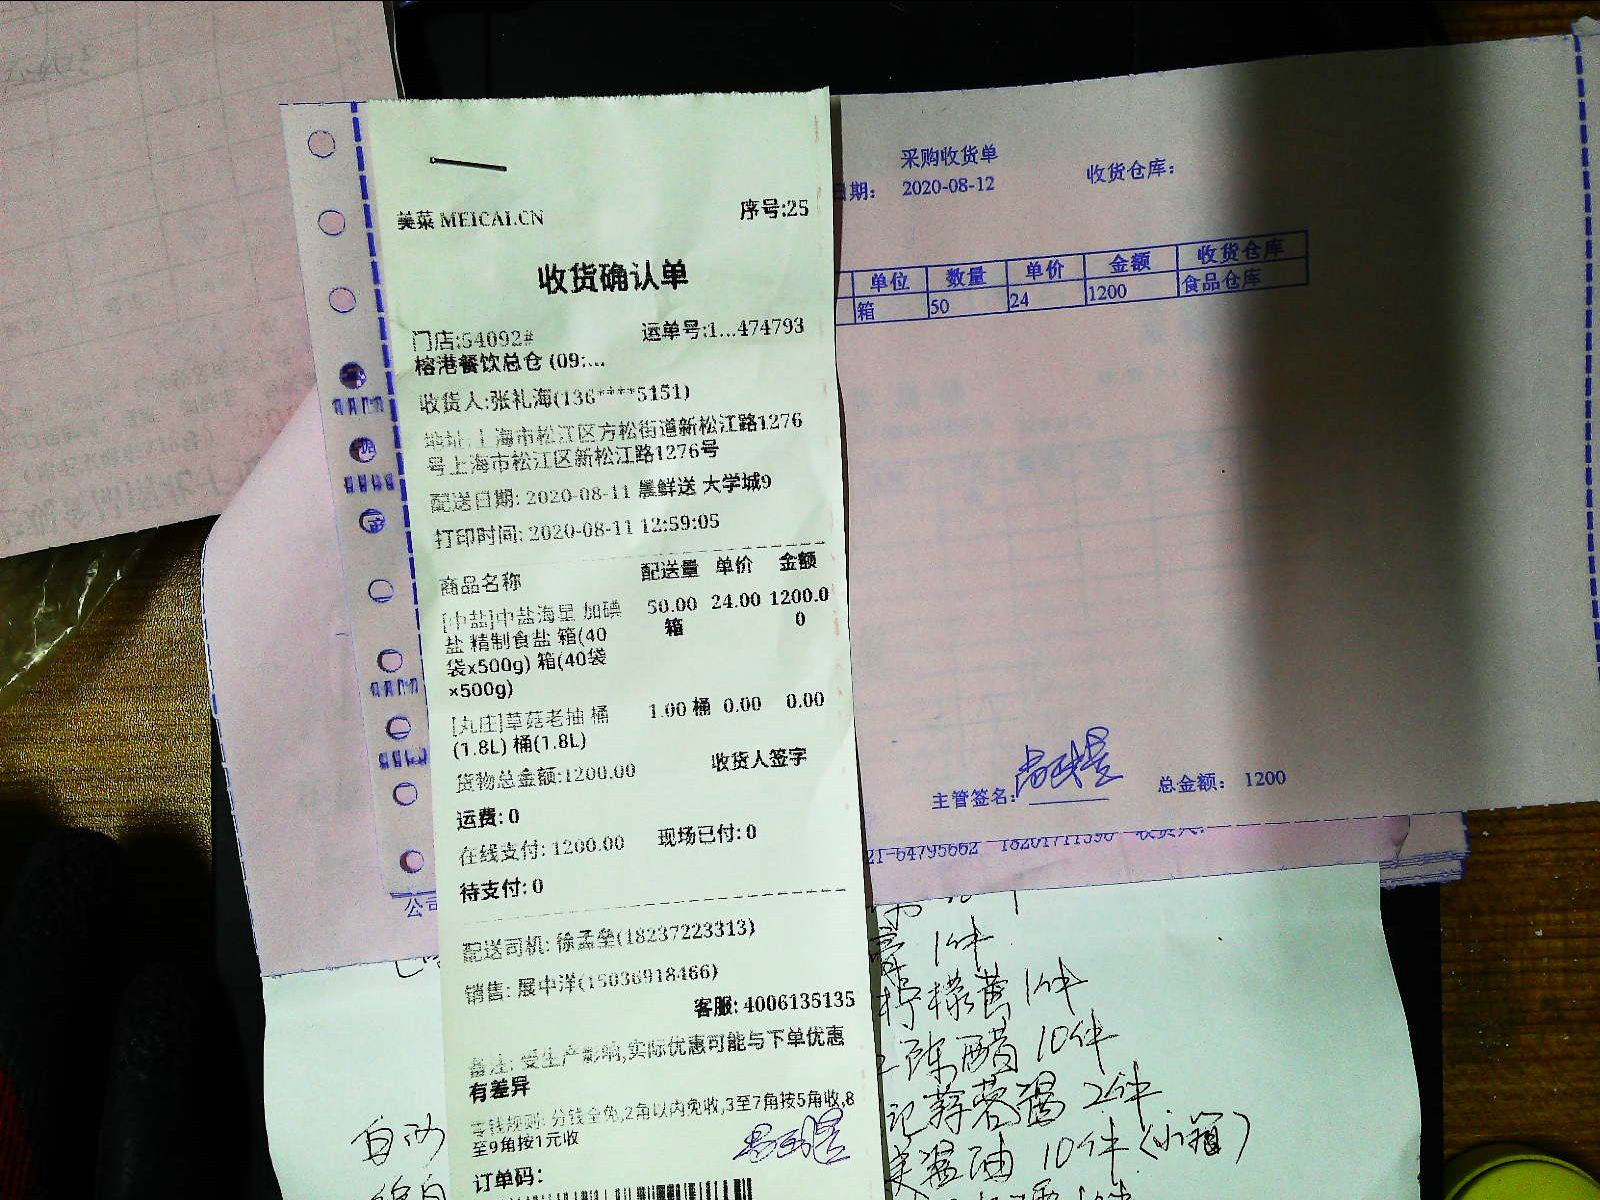 美菜 MEICAI.CN
序号:25
收货确认单
门店:54092#
运单号:1...474793
榕港餐饮总仓 (09:...
收货人:张礼海(136****5151)
地址:上海市松江区方松街道新松江路1276
号上海市松江区新松江路1276号
配送日期: 2020-08-11 晨鲜送 大学城9
打印时间: 2020-08-11 12:59:05
商品名称 配送量 单价 金额
[中盐]中盐海星 加碘 50.00 24.00 1200.0
盐 精制食盐 箱(40 箱 0
袋x500g) 箱(40袋
×500g)
[丸庄]草菇老抽 桶 1.00 桶 0.00 0.00
(1.8L) 桶(1.8L)
货物总金额:1200.00 收货人签字
运费: 0
在线支付: 1200.00 现场已付: 0
待支付: 0
配送司机: 徐孟垒(18237223313)
销售: 展中洋(15036918466)
客服: 4006135135
备注: 受生产影响,实际优惠可能与下单优惠
有差异
零钱规则: 分钱全免,2角以内免收,3至7角按5角收,8
至9角按1元收
订单码:
采购收货单
日期: 2020-08-12 收货仓库:
单位 数量 单价 金额 收货仓库
箱 50 24 1200 食品仓库
主管签名: 总金额: 1200
21-64795662 18201711390 收货人:
公司
1件
柠檬黄 1件
陈醋 10件
记蒜蓉酱 2件
油 10件(小箱)